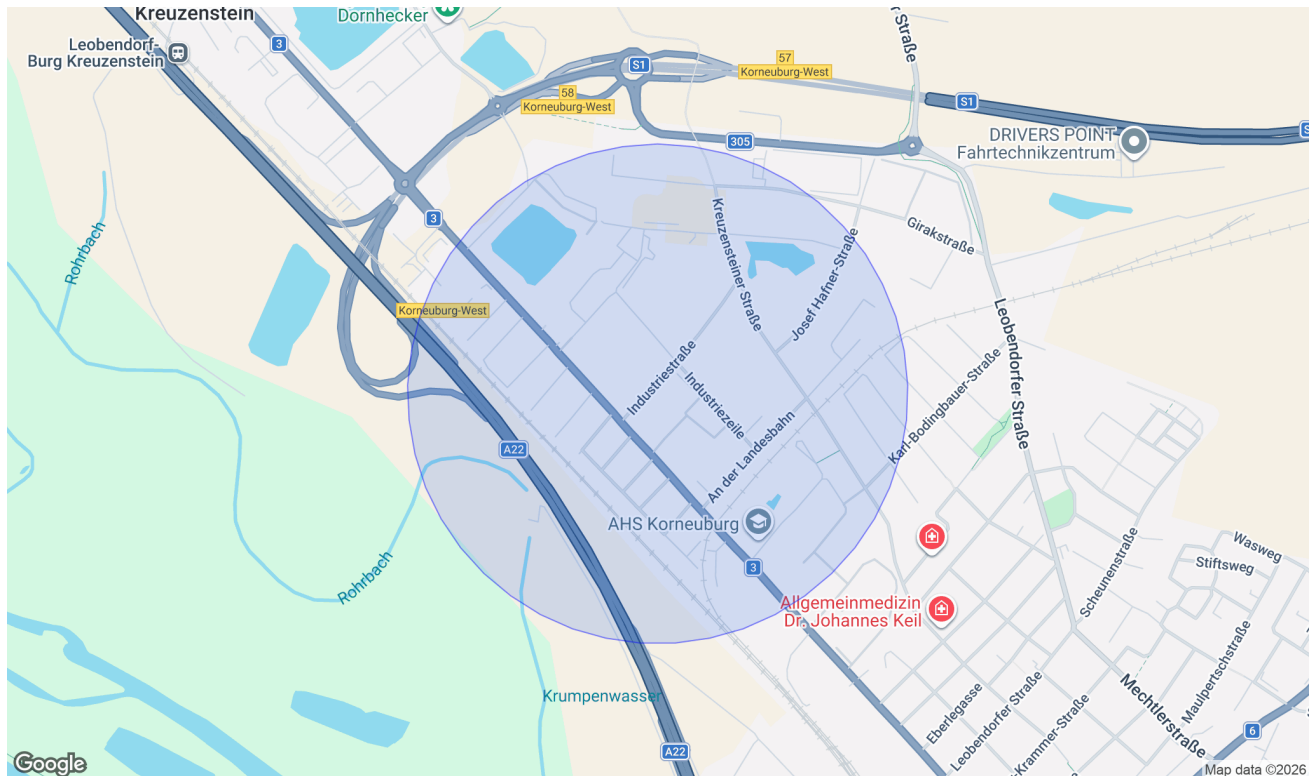 Kreuzenstein
Dornhecker
Leobendorf-
Burg Kreuzenstein
3
S1
57
Korneuburg-West
58
Korneuburg-West
S1
305
DRIVERS POINT
Fahrtechnikzentrum
3
Rohrbach
Girakstraße
Kreuzensteiner Straße
Josef Hafner-Straße
Korneuburg-West
Leobendorfer Straße
Industriestraße
Industriezeile
Karl-Bodingbauer-Straße
An der Landesbahn
A22
AHS Korneuburg
3
Rohrbach
Wasweg
Stiftsweg
Scheunenstraße
Allgemeinmedizin
Dr. Johannes Keil
Krumpenwasser
Eberlegasse
Leobendorfer Straße
-Krammer-Straße
Mechtlerstraße
Maulpertschstraße
6
A22
Google
Map data ©2026